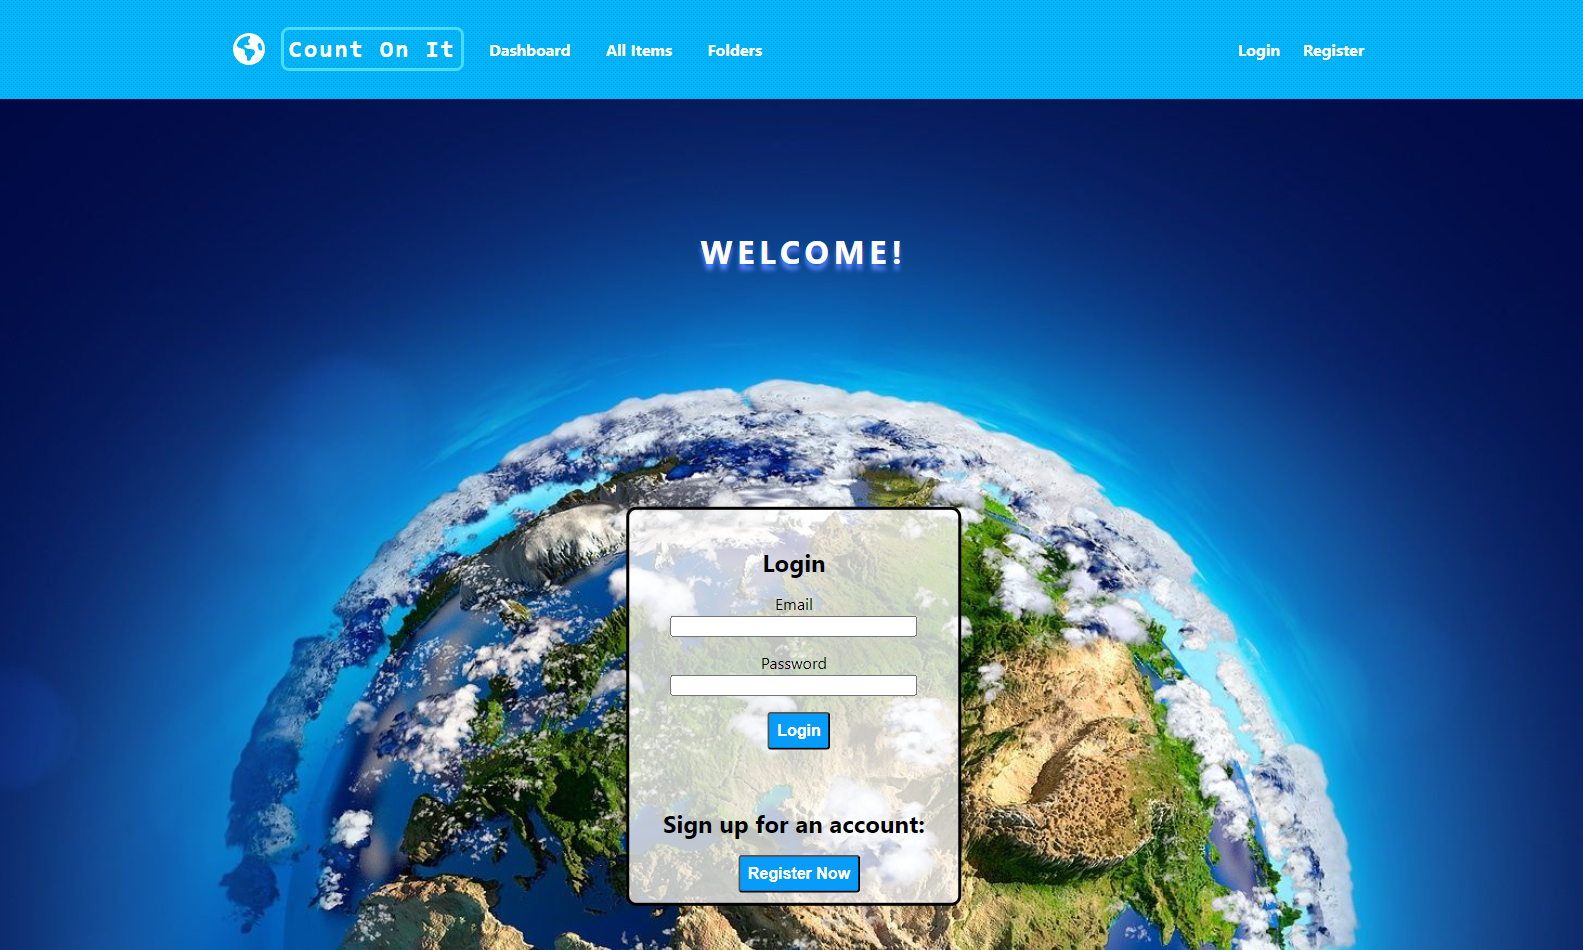 Count On It Dashboard All Items Folders Login Register
WELCOME!
Login
Email
Password
Login
Sign up for an account:
Register Now